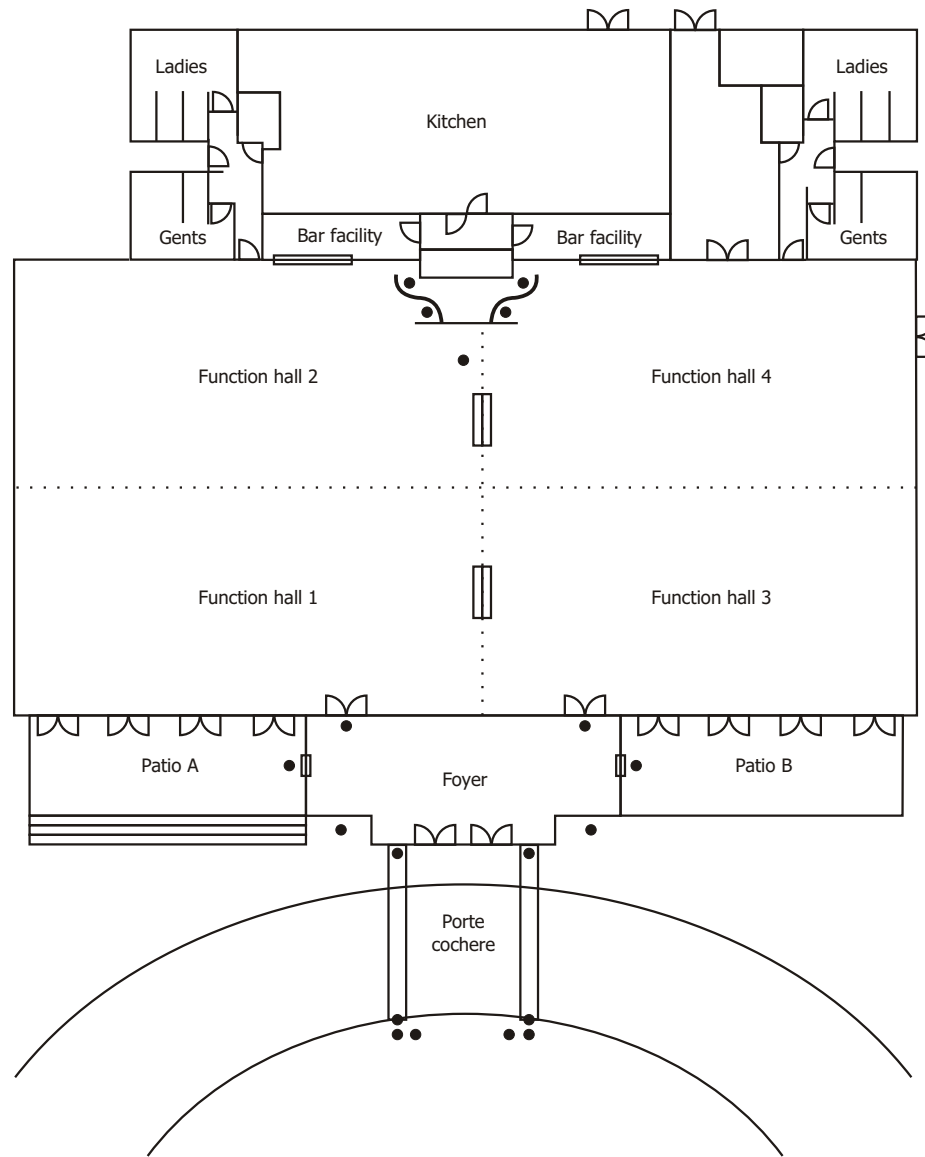 Ladies
Ladies
Kitchen
Gents
Bar facility
Bar facility
Gents
Function hall 2
Function hall 4
Function hall 1
Function hall 3
Patio A
Foyer
Patio B
Porte
cochere